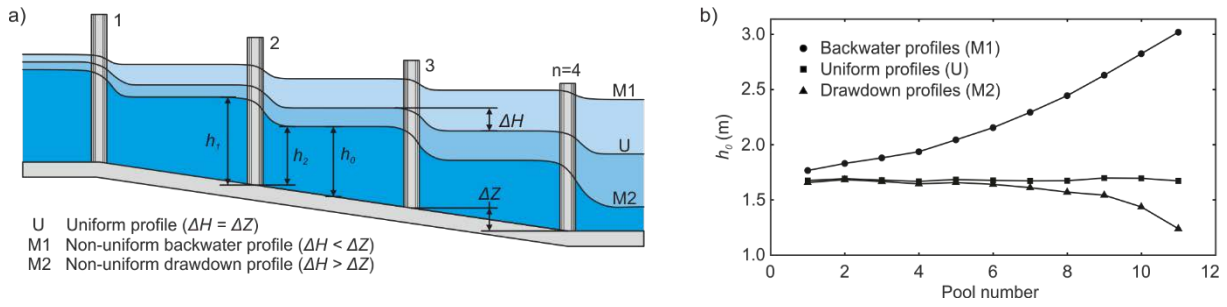 a)
1
2
3
n=4
M1
ΔH
h₁
h₂
h₀
U
ΔZ
M2
U Uniform profile (ΔH = ΔZ)
M1 Non-uniform backwater profile (ΔH < ΔZ)
M2 Non-uniform drawdown profile (ΔH > ΔZ)
b)
3.0
2.5
2.0
1.5
1.0
h₀ (m)
Backwater profiles (M1)
Uniform profiles (U)
Drawdown profiles (M2)
0 2 4 6 8 10 12
Pool number